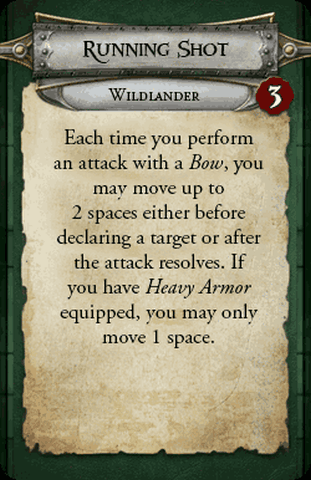 Running Shot
Wildlander
3
Each time you perform
an attack with a Bow, you
may move up to
2 spaces either before
declaring a target or after
the attack resolves. If
you have Heavy Armor
equipped, you may only
move 1 space.